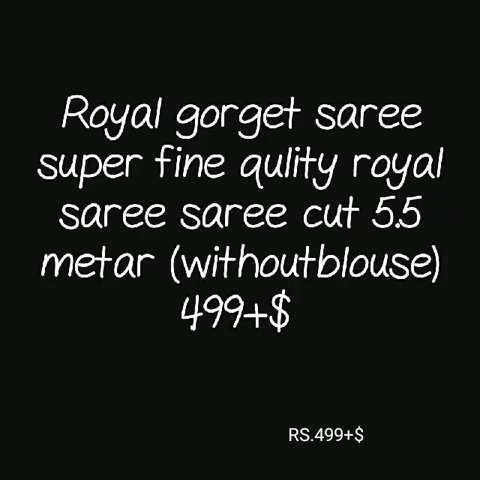 Royal gorget saree
super fine qulity royal
saree saree cut 5.5
metar (withoutblouse)
499+$
RS.499+$